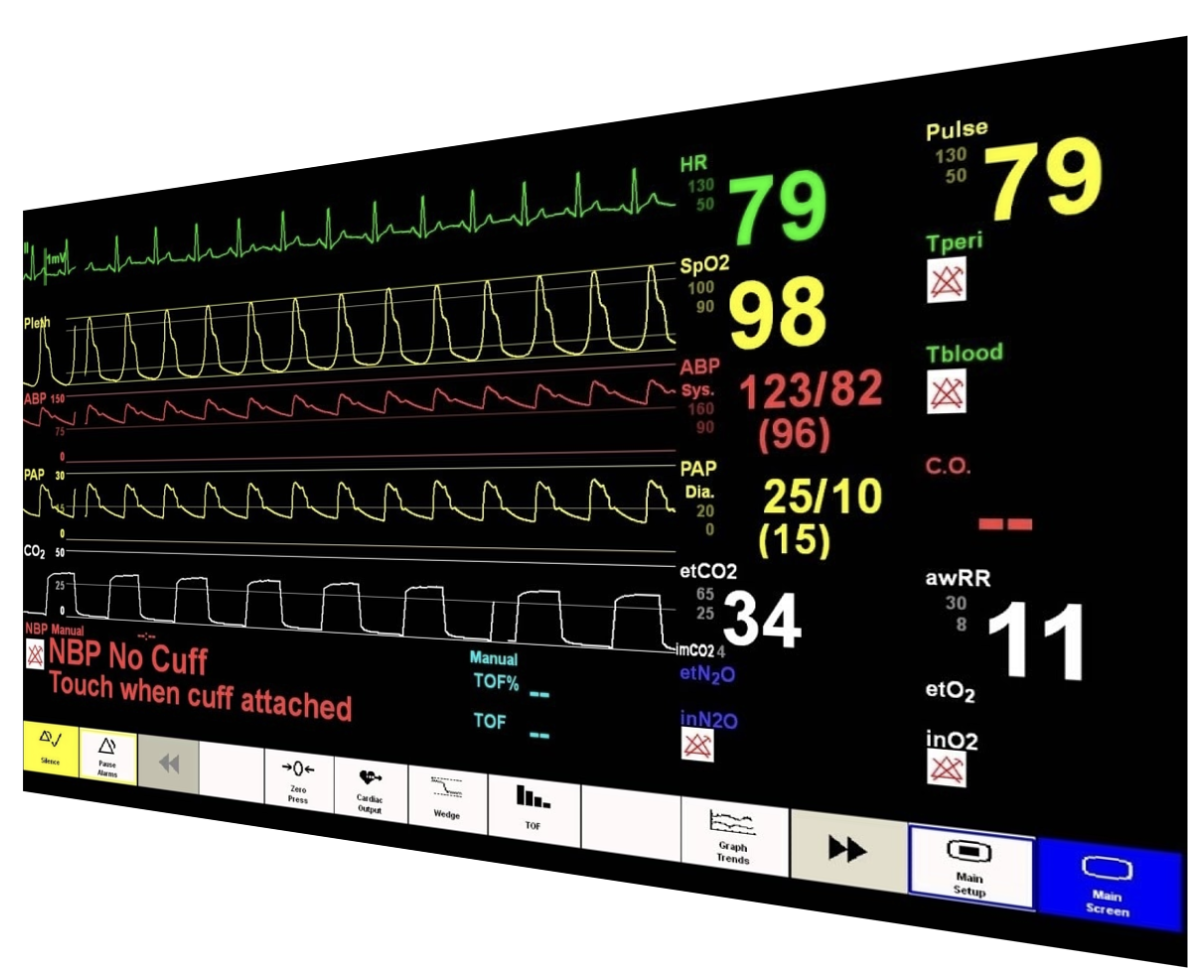 II
1mV
HR
130
50
79
Pulse
130
50
79
Tperi
Pleth
SpO2
100
90
98
Tblood
ABP 150
75
0
ABP
Sys.
160
90
123/82
(96)
C.O.
--
PAP 30
15
0
PAP
Dia.
20
0
25/10
(15)
CO2 50
25
0
etCO2
65
25
34
imCO2 4
awRR
30
8
11
NBP Manual
--:--
NBP No Cuff
Touch when cuff attached
Manual
TOF% --
TOF --
etN2O
inN2O
etO2
inO2
Silence
Pause
Alarms
Zero
Press
Cardiac
Output
Wedge
TOF
Graph
Trends
Main
Setup
Main
Screen